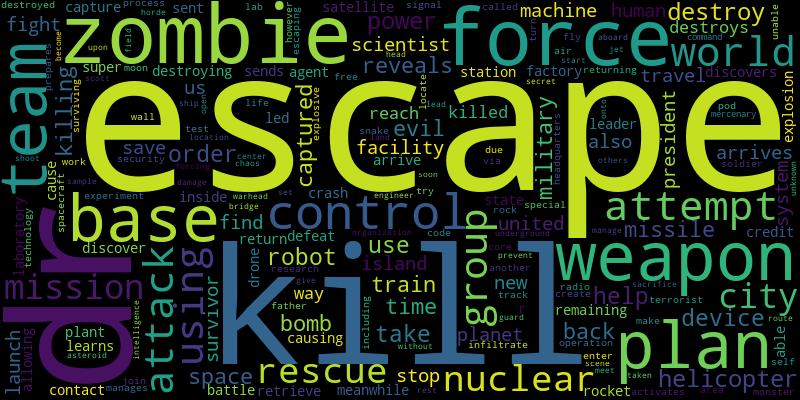 destroyed process
horde
capture lab
called
satellite signal
sent
however
escaping
machine human
destroy
zombie
force
power
turn
fly
aboard
become
fight
scientist
field
command
air jet
destroys
world
team
killing
super moon
destroying
reveals
start
returning
upon
scott
sends agent
head
free
station
factory
secret
travel discovers
escape
surviving
wall
ship
open
life
test
location
captured
explosive
reach
killed
locate
lead
pod
mercenary
explosion
shoot
save
led
snake
evil
land
military
headquarters
onto
president
leader
also
arrives
order
security
center
chaos
facility
due
via
others
soldier
work
cause
laboratory
technology
spacecraft
sample
experiment
inside
forcing
damage
arrive
soon
engineer
try
special
system
unknown
dr
base
warhead
bridge
set
crash
control
state
rock
united
attempt
manage
missile
credit
find
return
defeat
organization
code
underground
discover
attack
using
survivor
drone
robot
use
group
core
prevent
weapon
mission
research
island
another
radio
create
sacrifice
terrorist
help
city
kill
give
train
new
track
way
father
time
r
guard
remaining
device
able
route
plant
learns
asteroid
intelligence
bomb
including
take
back
make
plan
launch
allowing
causing
without
planet
infiltrate
operation
enter
scene
meet
taken
self
contact
join
manages
space
rescue
stop
nuclear
helicopter
battle
retrieve
meanwhile
rest
rocket
activates
area
monster